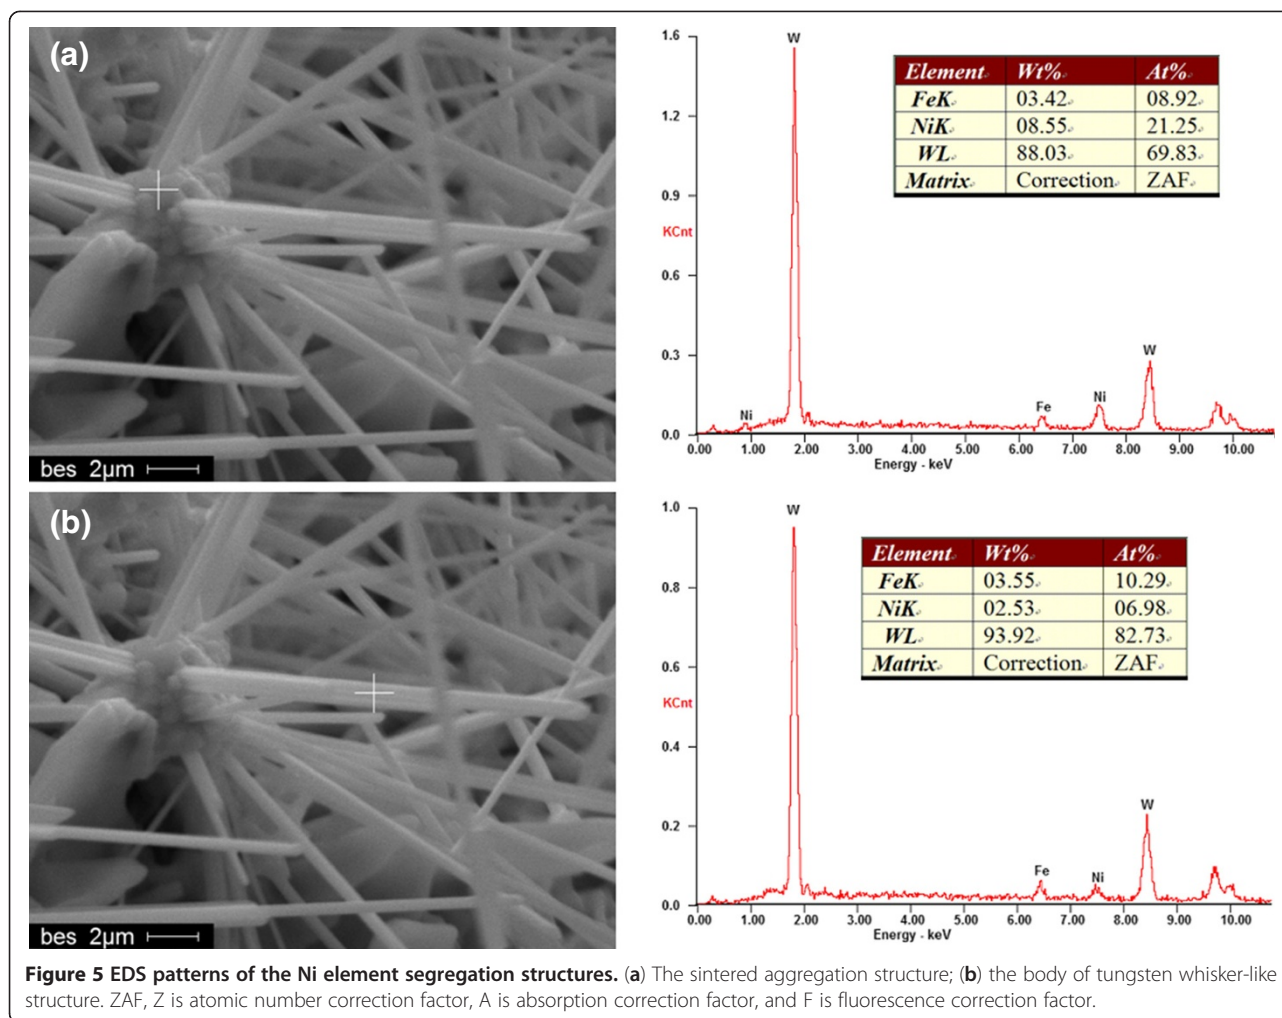 (a)
bes 2µm
1.6
1.2
0.9
KCnt
0.6
0.3
0.0
W
Ni
Fe
Ni
W
0.00 1.00 2.00 3.00 4.00 5.00 6.00 7.00 8.00 9.00 10.00
Energy - keV
Element Wt% At%
FeK 03.42 08.92
NiK 08.55 21.25
WL 88.03 69.83
Matrix Correction ZAF
(b)
bes 2µm
1.0
0.8
0.6
KCnt
0.4
0.2
0.0
W
Fe
Ni
W
0.00 1.00 2.00 3.00 4.00 5.00 6.00 7.00 8.00 9.00 10.00
Energy - keV
Element Wt% At%
FeK 03.55 10.29
NiK 02.53 06.98
WL 93.92 82.73
Matrix Correction ZAF
Figure 5 EDS patterns of the Ni element segregation structures. (a) The sintered aggregation structure; (b) the body of tungsten whisker-like
structure. ZAF, Z is atomic number correction factor, A is absorption correction factor, and F is fluorescence correction factor.